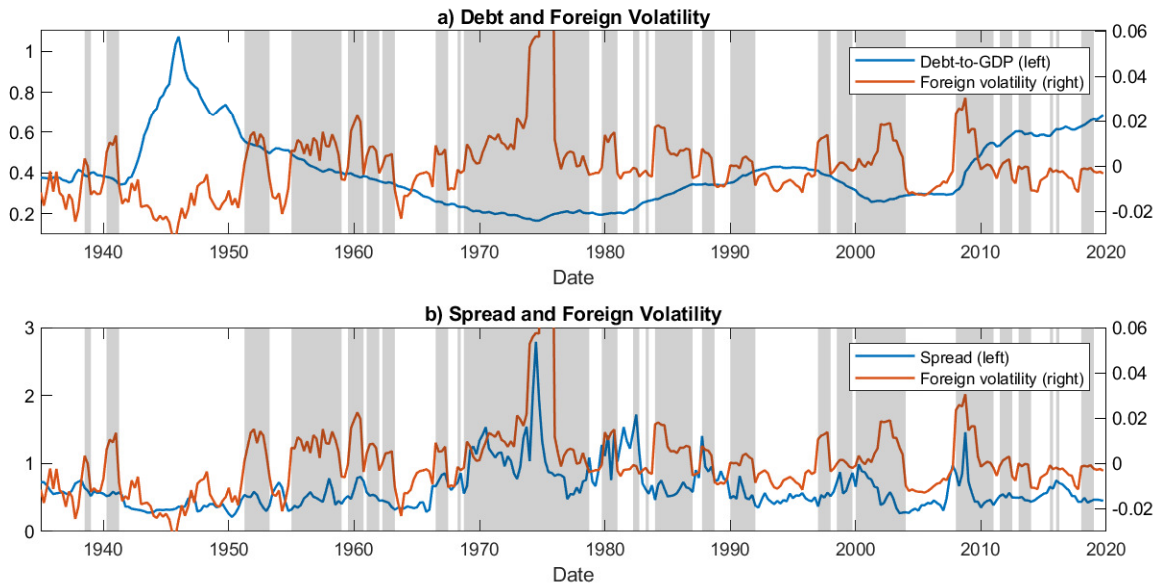 a) Debt and Foreign Volatility
1
0.8
0.6
0.4
0.2
0.06
0.04
0.02
0
-0.02
Debt-to-GDP (left)
Foreign volatility (right)
1940 1950 1960 1970 1980 1990 2000 2010 2020
Date
b) Spread and Foreign Volatility
3
2
1
0
0.06
0.04
0.02
0
-0.02
Spread (left)
Foreign volatility (right)
1940 1950 1960 1970 1980 1990 2000 2010 2020
Date